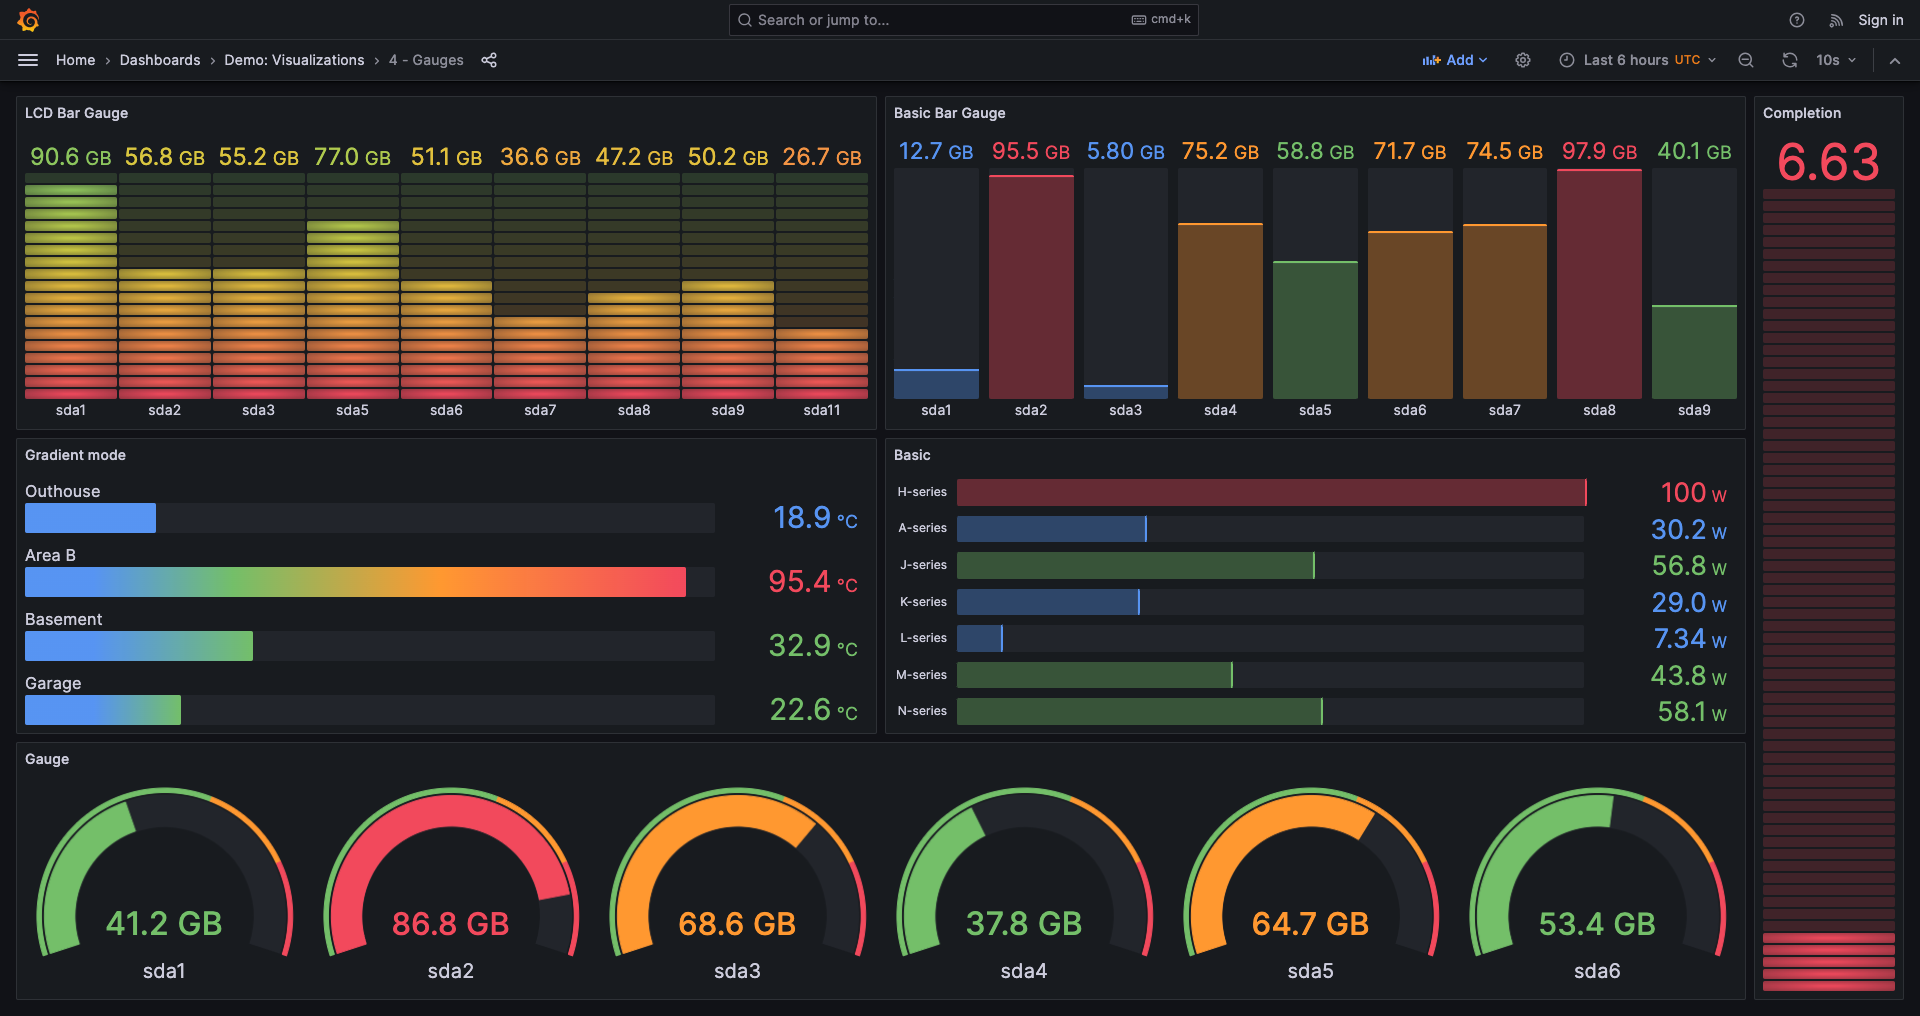 Search or jump to... cmd+k Sign in
Home › Dashboards › Demo: Visualizations › 4 - Gauges Add Last 6 hours UTC 10s
LCD Bar Gauge
90.6 GB 56.8 GB 55.2 GB 77.0 GB 51.1 GB 36.6 GB 47.2 GB 50.2 GB 26.7 GB
sda1 sda2 sda3 sda5 sda6 sda7 sda8 sda9 sda11
Basic Bar Gauge
12.7 GB 95.5 GB 5.80 GB 75.2 GB 58.8 GB 71.7 GB 74.5 GB 97.9 GB 40.1 GB
sda1 sda2 sda3 sda4 sda5 sda6 sda7 sda8 sda9
Completion
6.63
Gradient mode
Outhouse
18.9 °C
Area B
95.4 °C
Basement
32.9 °C
Garage
22.6 °C
Basic
H-series 100 W
A-series 30.2 W
J-series 56.8 W
K-series 29.0 W
L-series 7.34 W
M-series 43.8 W
N-series 58.1 W
Gauge
41.2 GB 86.8 GB 68.6 GB 37.8 GB 64.7 GB 53.4 GB
sda1 sda2 sda3 sda4 sda5 sda6